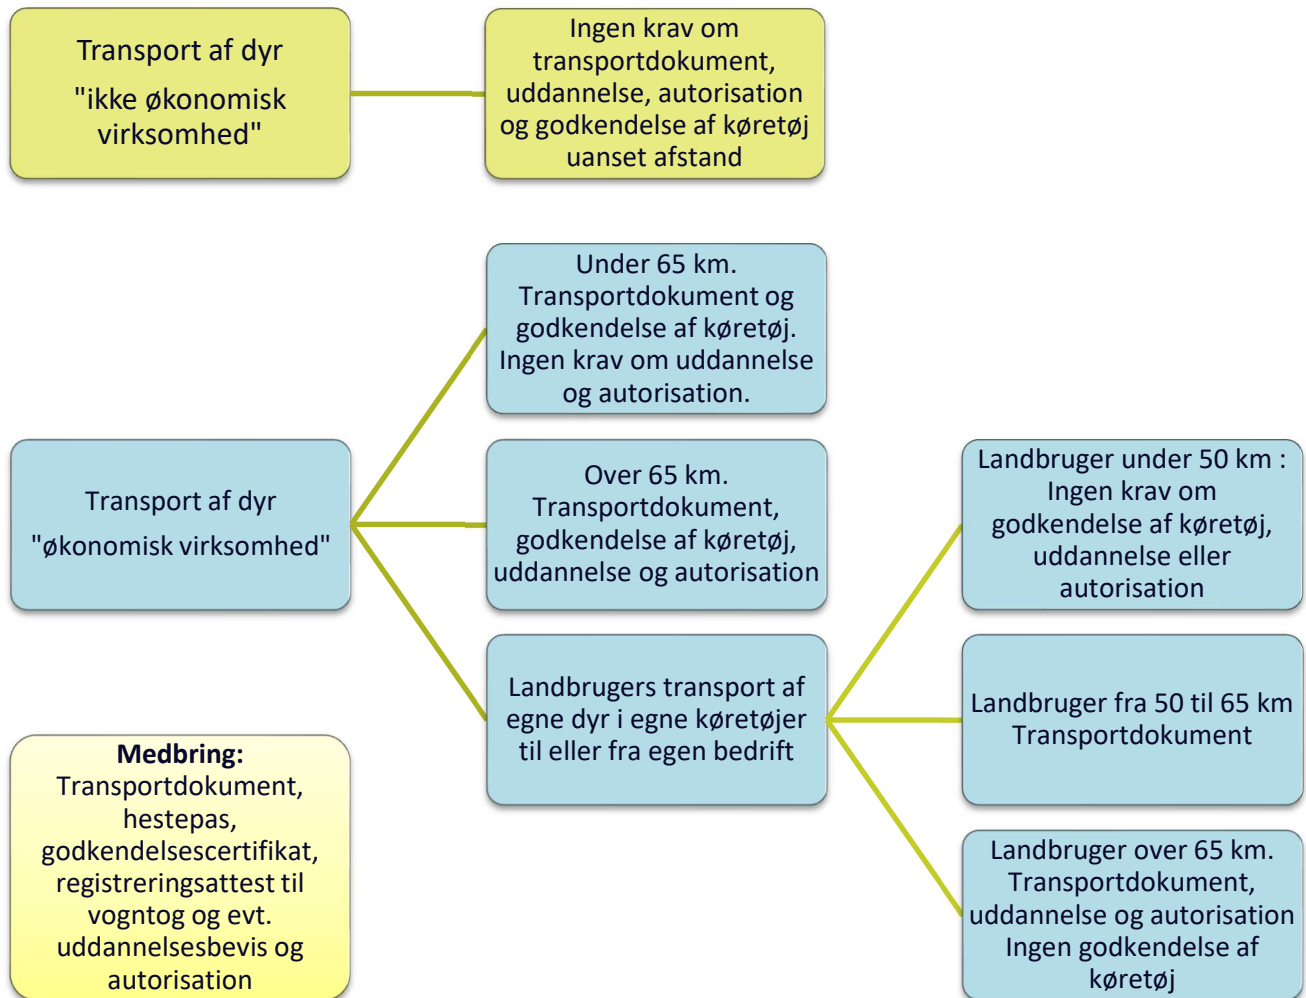 Transport af dyr
"ikke økonomisk
virksomhed"
Ingen krav om
transportdokument,
uddannelse, autorisation
og godkendelse af køretøj
uanset afstand
Transport af dyr
"økonomisk virksomhed"
Under 65 km.
Transportdokument og
godkendelse af køretøj.
Ingen krav om uddannelse
og autorisation.
Over 65 km.
Transportdokument,
godkendelse af køretøj,
uddannelse og autorisation
Landbrugers transport af
egne dyr i egne køretøjer
til eller fra egen bedrift
Landbruger under 50 km :
Ingen krav om
godkendelse af køretøj,
uddannelse eller
autorisation
Landbruger fra 50 til 65 km
Transportdokument
Landbruger over 65 km.
Transportdokument,
uddannelse og autorisation
Ingen godkendelse af
køretøj
Medbring:
Transportdokument,
hestepas,
godkendelsescertifikat,
registreringsattest til
vogntog og evt.
uddannelsesbevis og
autorisation